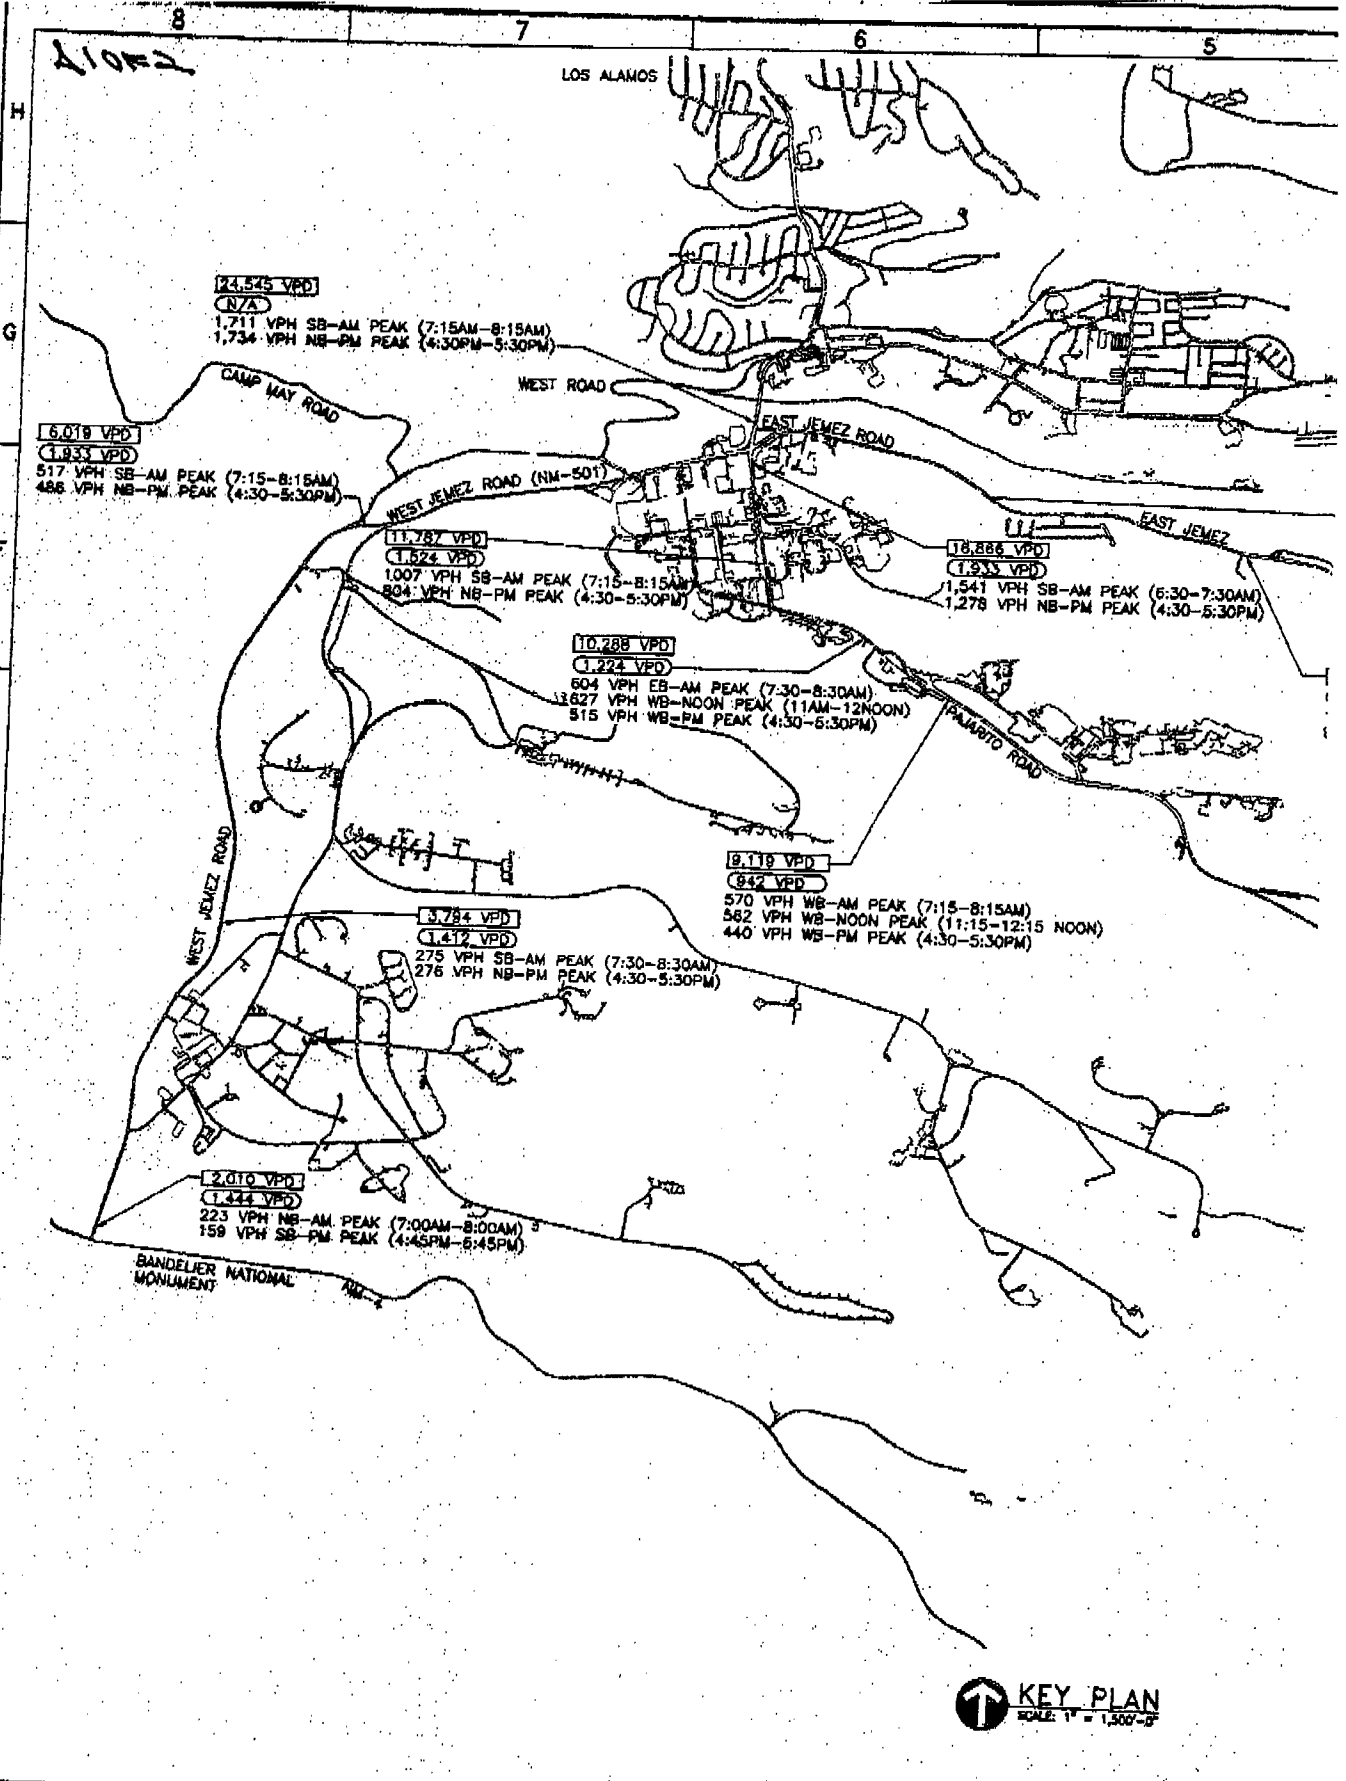 8
7
6
5
H
G
LOS ALAMOS
24,545 VPD
N/A
1,711 VPH SB-AM PEAK (7:15AM-8:15AM)
1,734 VPH NB-PM PEAK (4:30PM-5:30PM)
CAMP MAY ROAD
WEST ROAD
EAST JEMEZ ROAD
6,019 VPD
1,933 VPD
517 VPH SB-AM PEAK (7:15-8:15AM)
486 VPH NB-PM PEAK (4:30-5:30PM)
WEST JEMEZ ROAD (NM-501)
EAST JEMEZ
11,787 VPD
1,524 VPD
1,007 VPH SB-AM PEAK (7:15-8:15AM)
804 VPH NB-PM PEAK (4:30-5:30PM)
16,866 VPD
1,933 VPD
1,541 VPH SB-AM PEAK (6:30-7:30AM)
1,278 VPH NB-PM PEAK (4:30-5:30PM)
10,288 VPD
1,224 VPD
604 VPH EB-AM PEAK (7:30-8:30AM)
627 VPH WB-NOON PEAK (11AM-12NOON)
515 VPH WB-PM PEAK (4:30-5:30PM)
PAJARITO ROAD
9,119 VPD
942 VPD
570 VPH WB-AM PEAK (7:15-8:15AM)
562 VPH WB-NOON PEAK (11:15-12:15 NOON)
440 VPH WB-PM PEAK (4:30-5:30PM)
WEST JEMEZ ROAD
3,794 VPD
1,412 VPD
275 VPH SB-AM PEAK (7:30-8:30AM)
276 VPH NB-PM PEAK (4:30-5:30PM)
2,010 VPD
1,444 VPD
223 VPH NB-AM PEAK (7:00AM-8:00AM)
159 VPH SB-PM PEAK (4:45PM-5:45PM)
BANDELIER NATIONAL
MONUMENT
NM-4
KEY PLAN
SCALE: 1" = 1,500'-0"